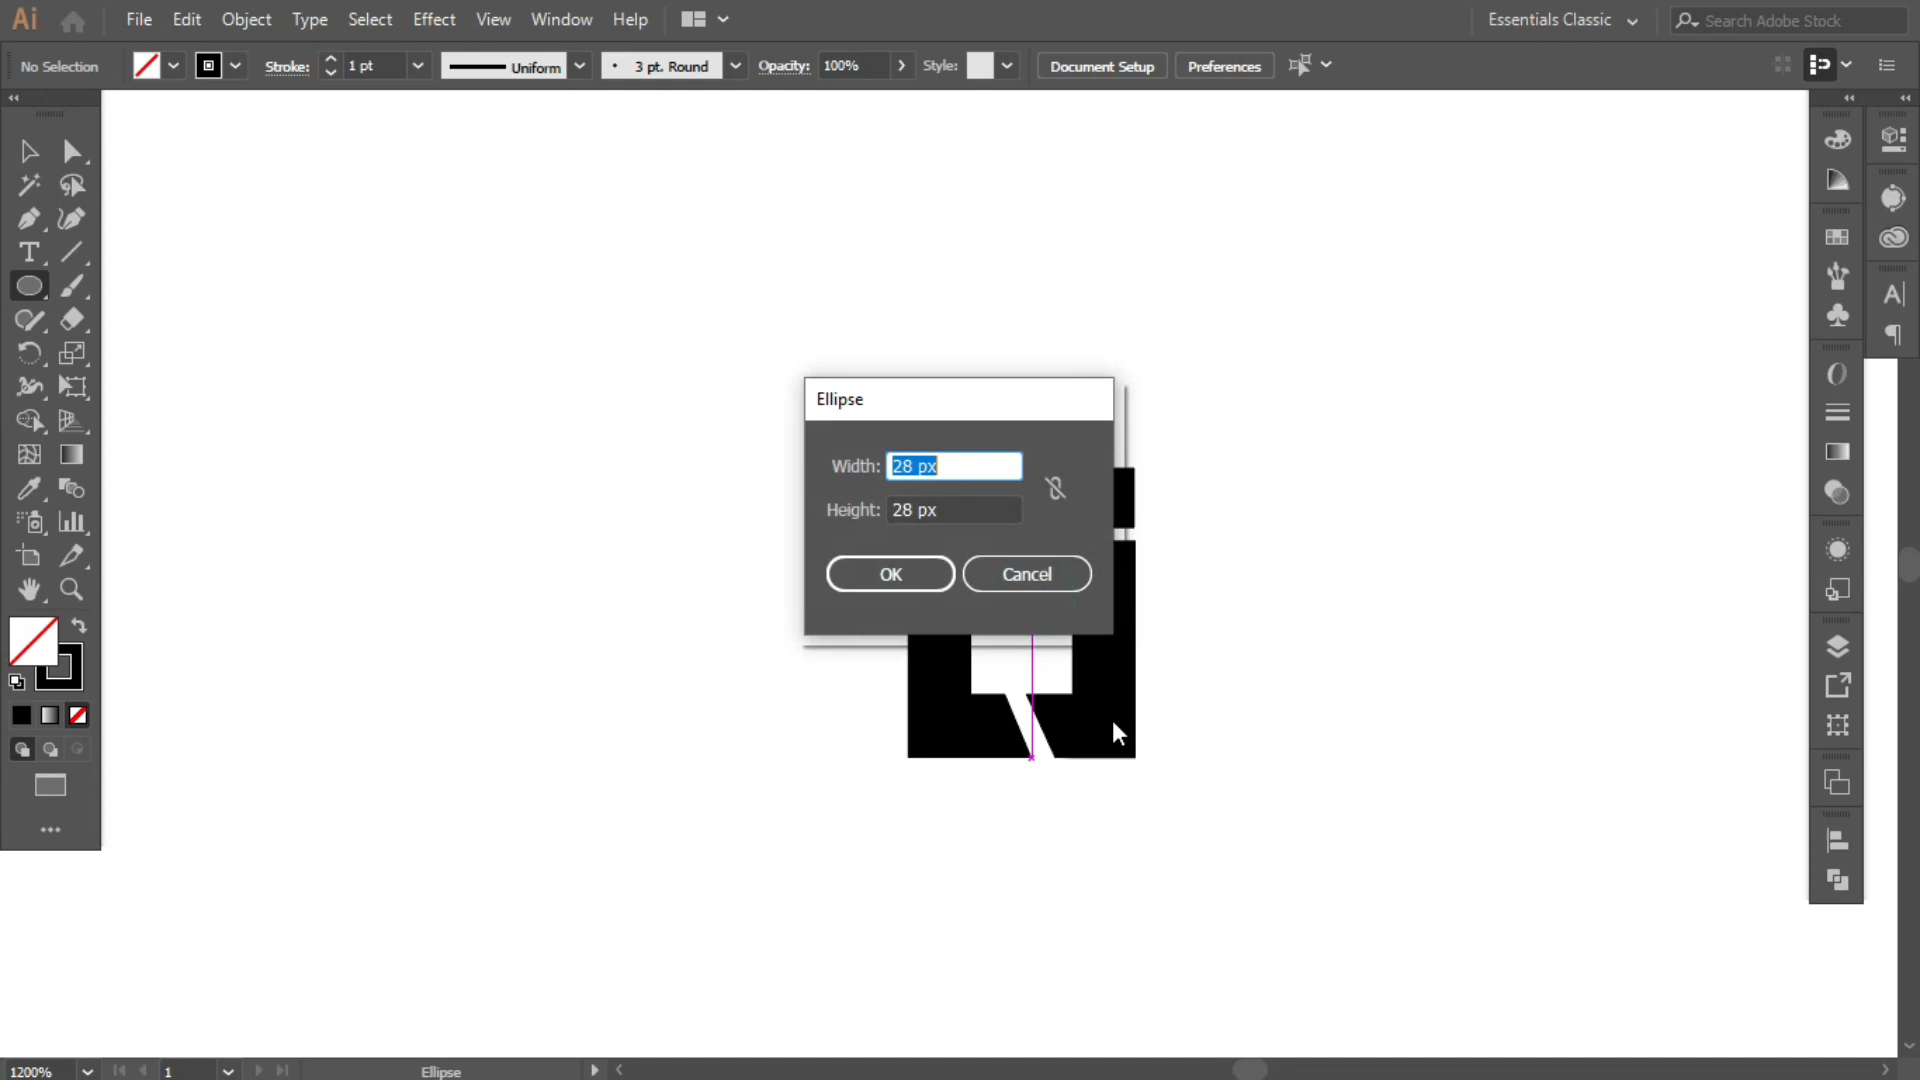 Ai File Edit Object Type Select Effect View Window Help Essentials Classic Search Adobe Stock
No Selection Stroke: 1 pt Uniform 3 pt. Round Opacity: 100% Style: Document Setup Preferences
Ellipse
Width: 28 px
Height: 28 px
OK Cancel
1200% 1 Ellipse